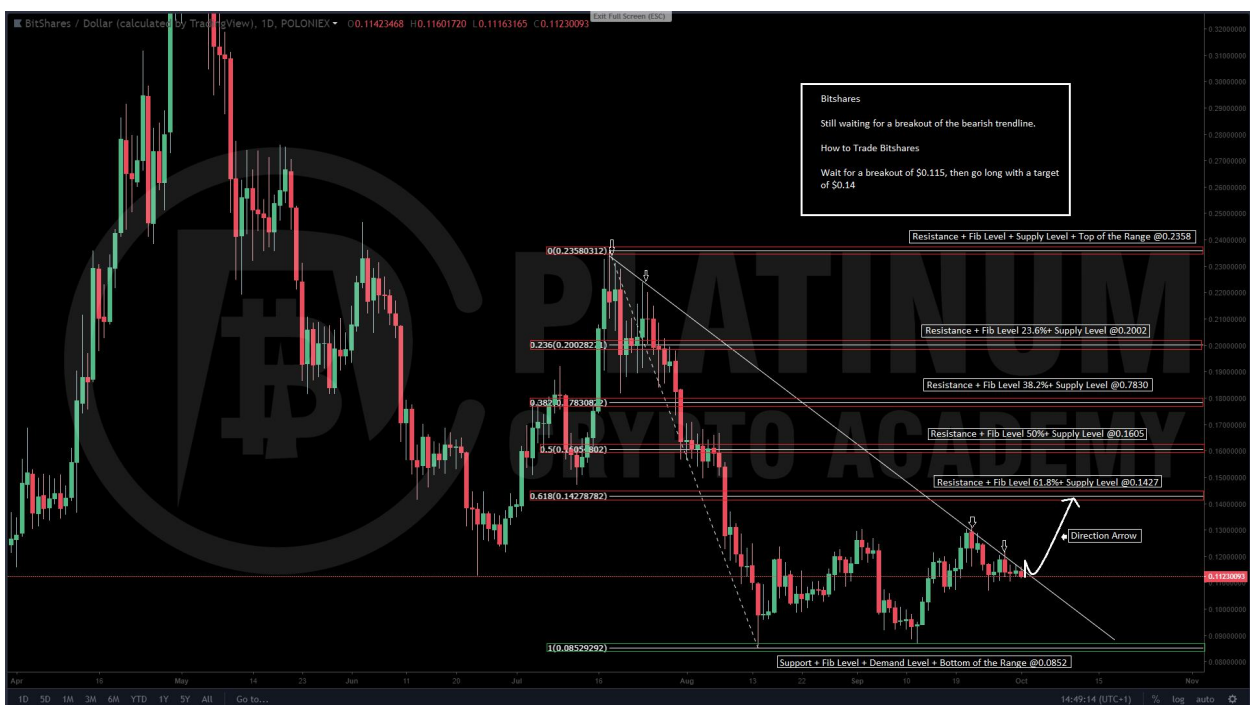 Exit Full Screen (ESC)
BitShares / Dollar (calculated by TradingView), 1D, POLONIEX O0.11423468 H0.11601720 L0.11163165 C0.11230093
Bitshares
Still waiting for a breakout of the bearish trendline.
How to Trade Bitshares
Wait for a breakout of $0.115, then go long with a target
of $0.14
Resistance + Fib Level + Supply Level + Top of the Range @0.2358
0(0.23580312)
Resistance + Fib Level 23.6%+ Supply Level @0.2002
0.236(0.20028221)
Resistance + Fib Level 38.2%+ Supply Level @0.7830
0.382(0.17830822)
Resistance + Fib Level 50%+ Supply Level @0.1605
0.5(0.16054802)
Resistance + Fib Level 61.8%+ Supply Level @0.1427
0.618(0.14278782)
Direction Arrow
1(0.08529292)
Support + Fib Level + Demand Level + Bottom of the Range @0.0852
PLATINUM
CRYPTO ACADEMY
0.32000000
0.31000000
0.30000000
0.29000000
0.28000000
0.27000000
0.26000000
0.25000000
0.24000000
0.23000000
0.22000000
0.21000000
0.20000000
0.19000000
0.18000000
0.17000000
0.16000000
0.15000000
0.14000000
0.13000000
0.12000000
0.11230093
0.10000000
0.09000000
0.08000000
Apr 16 May 14 23 Jun 11 20 Jul 16 Aug 13 22 Sep 10 19 Oct 15 Nov
1D 5D 1M 3M 6M YTD 1Y 5Y All Go to... 14:49:14 (UTC+1) % log auto